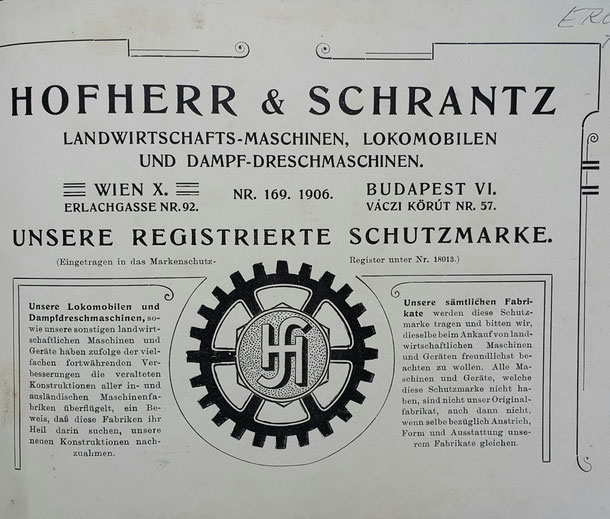 HOFHERR & SCHRANTZ
LANDWIRTSCHAFTS-MASCHINEN, LOKOMOBILEN
UND DAMPF-DRESCHMASCHINEN.
WIEN X.
ERLACHGASSE NR. 92.
NR. 169. 1906.
BUDAPEST VI.
VÁCZI KÖRÚT NR. 57.
UNSERE REGISTRIERTE SCHUTZMARKE.
(Eingetragen in das Markenschutz- Register unter Nr. 18013.)
Unsere Lokomobilen und
Dampfdreschmaschinen, so-
wie unsere sonstigen landwirt-
schaftlichen Maschinen und
Geräte haben zufolge der viel-
fachen fortwährenden Ver-
besserungen die veralteten
Konstruktionen aller in- und
ausländischen Maschinenfa-
briken überflügelt, ein Be-
weis, daß diese Fabriken ihr
Heil darin suchen, unsere
neuen Konstruktionen nach-
zuahmen.
Unsere sämtlichen Fabri-
kate werden diese Schutz-
marke tragen und bitten wir,
dieselbe beim Ankauf von land-
wirtschaftlichen Maschinen
und Geräten freundlichst be-
achten zu wollen. Alle Ma-
schinen und Geräte, welche
diese Schutzmarke nicht ha-
ben, sind nicht unser Original-
fabrikat, auch dann nicht,
wenn selbe bezüglich Anstrich,
Form und Ausstattung unse-
rem Fabrikate gleichen.